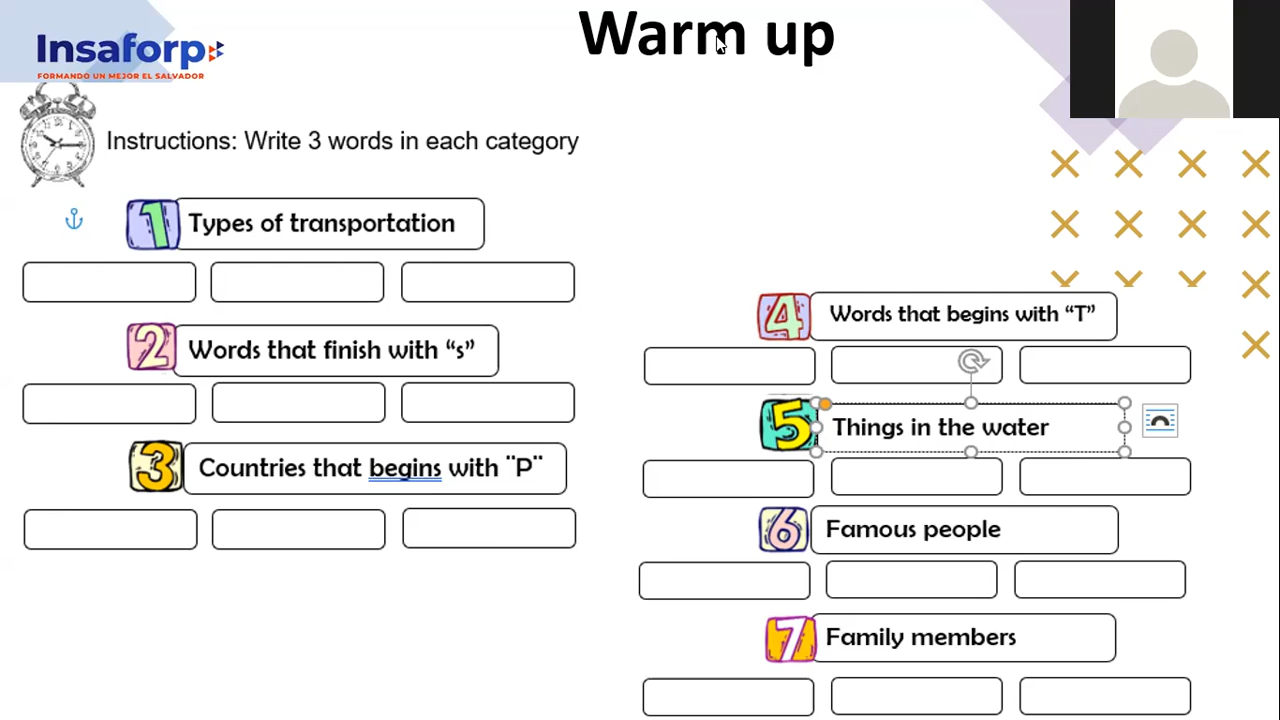 Warm up
Insaforp
FORMANDO UN MEJOR EL SALVADOR
Instructions: Write 3 words in each category
1 Types of transportation
2 Words that finish with “s”
3 Countries that begins with ¨P¨
4 Words that begins with “T”
5 Things in the water
6 Famous people
7 Family members